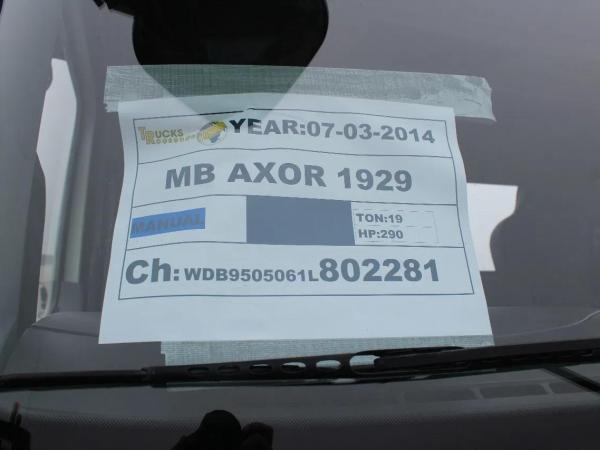 TRUCKS
YEAR:07-03-2014
MB AXOR 1929
MANUAL
TON:19
HP:290
Ch: WDB9505061L802281